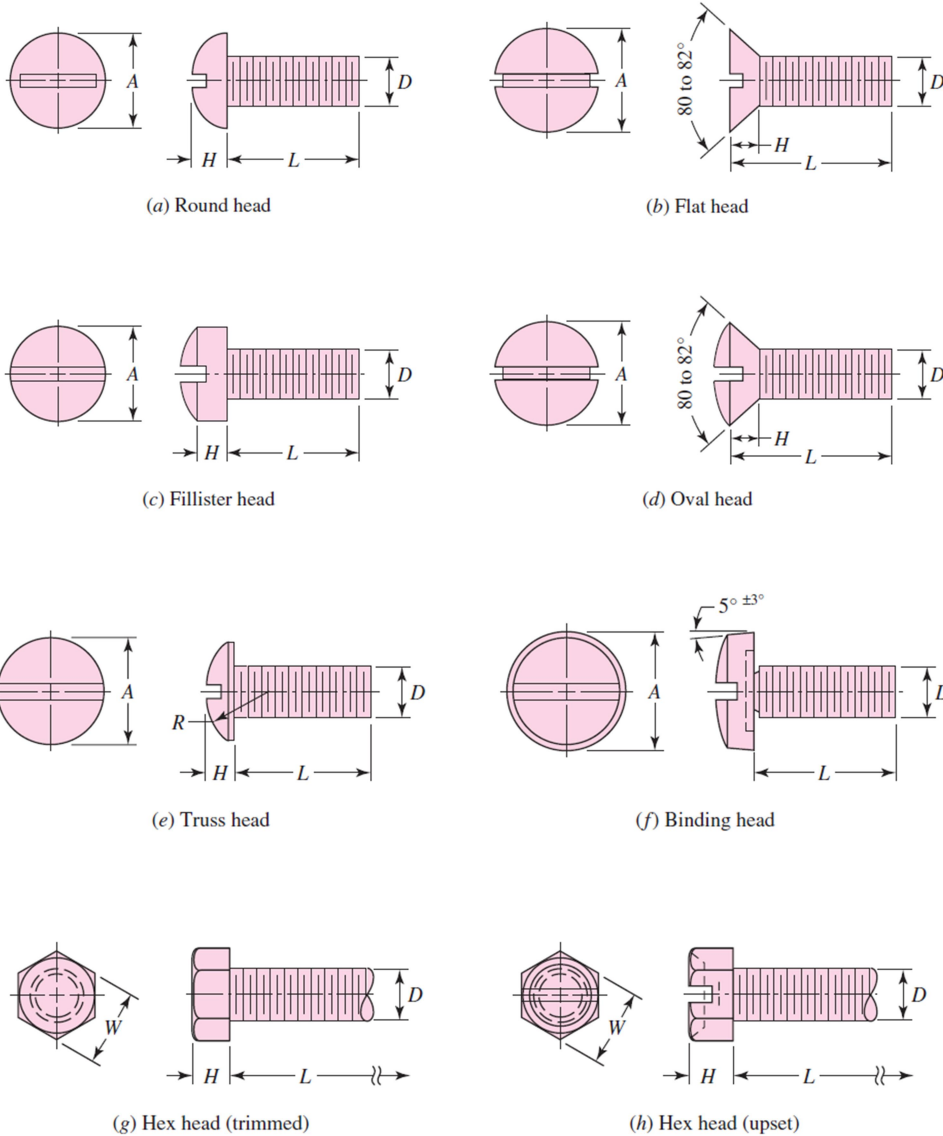 A
H
L
D
(a) Round head
A
80 to 82°
H
L
D
(b) Flat head
A
H
L
D
(c) Fillister head
A
80 to 82°
H
L
D
(d) Oval head
A
R
H
L
D
(e) Truss head
A
5° ±3°
L
(f) Binding head
W
H
L
D
(g) Hex head (trimmed)
W
H
L
D
(h) Hex head (upset)